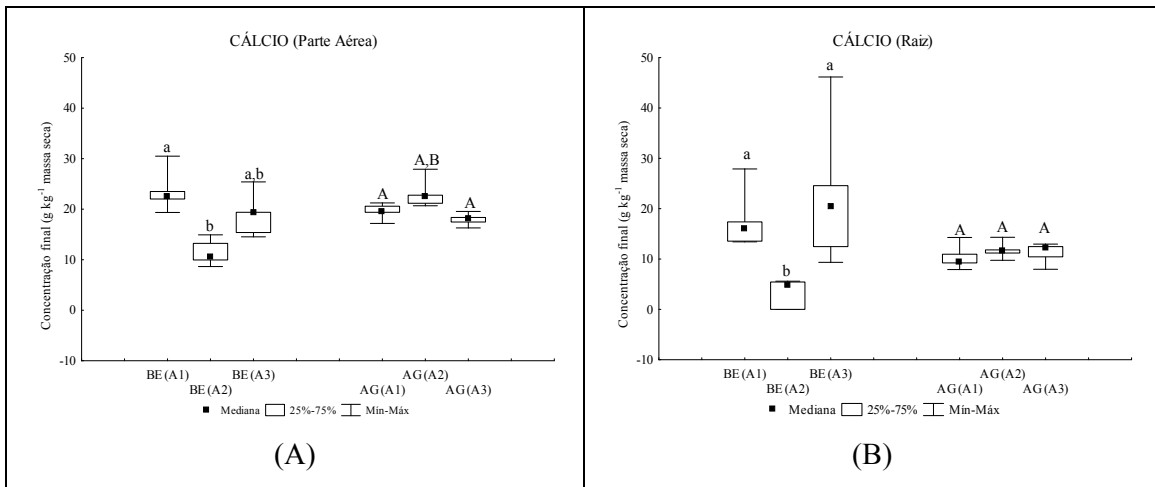 CÁLCIO (Parte Aérea)
50
40
30
20
10
0
-10
Concentração final (g kg⁻¹ massa seca)
a
b
a,b
A
A,B
A
BE(A1)
BE(A2)
BE(A3)
AG(A1)
AG(A2)
AG(A3)
Mediana 25%-75% Mín-Máx
(A)
CÁLCIO (Raiz)
50
40
30
20
10
0
-10
Concentração final (g kg⁻¹ massa seca)
a
b
a
A
A
A
BE(A1)
BE(A2)
BE(A3)
AG(A1)
AG(A2)
AG(A3)
Mediana 25%-75% Mín-Máx
(B)